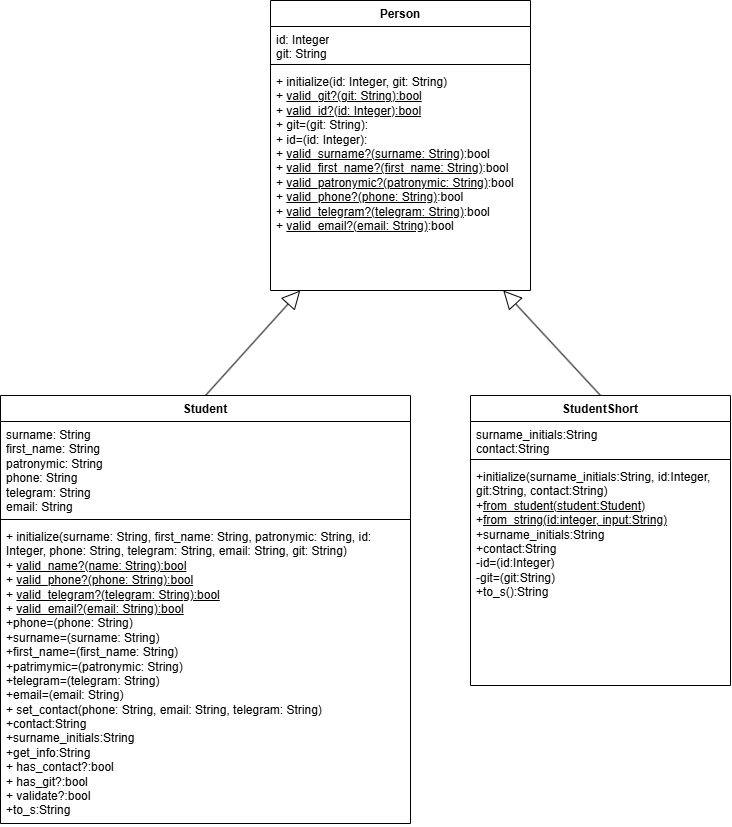 Person
id: Integer
git: String
+ initialize(id: Integer, git: String)
+ valid_git?(git: String):bool
+ valid_id?(id: Integer):bool
+ git=(git: String):
+ id=(id: Integer):
+ valid_surname?(surname: String):bool
+ valid_first_name?(first_name: String):bool
+ valid_patronymic?(patronymic: String):bool
+ valid_phone?(phone: String):bool
+ valid_telegram?(telegram: String):bool
+ valid_email?(email: String):bool
Student
surname: String
first_name: String
patronymic: String
phone: String
telegram: String
email: String
+ initialize(surname: String, first_name: String, patronymic: String, id:
Integer, phone: String, telegram: String, email: String, git: String)
+ valid_name?(name: String):bool
+ valid_phone?(phone: String):bool
+ valid_telegram?(telegram: String):bool
+ valid_email?(email: String):bool
+phone=(phone: String)
+surname=(surname: String)
+first_name=(first_name: String)
+patrimymic=(patronymic: String)
+telegram=(telegram: String)
+email=(email: String)
+ set_contact(phone: String, email: String, telegram: String)
+contact:String
+surname_initials:String
+get_info:String
+ has_contact?:bool
+ has_git?:bool
+ validate?:bool
+to_s:String
StudentShort
surname_initials:String
contact:String
+initialize(surname_initials:String, id:Integer,
git:String, contact:String)
+from_student(student:Student)
+from_string(id:integer, input:String)
+surname_initials:String
+contact:String
-id=(id:Integer)
-git=(git:String)
+to_s():String